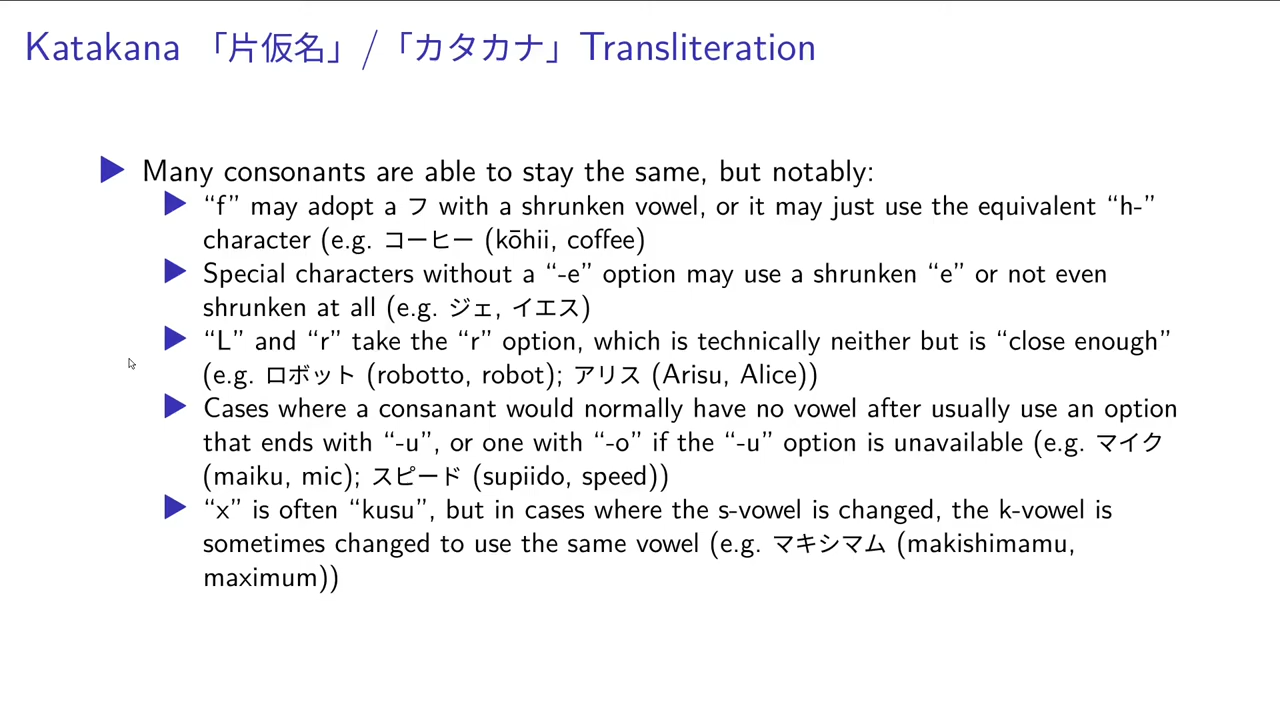 Katakana 「片仮名」/「カタカナ」Transliteration
Many consonants are able to stay the same, but notably:
“f” may adopt a フ with a shrunken vowel, or it may just use the equivalent “h-”
character (e.g. コーヒー (kōhii, coffee)
Special characters without a “-e” option may use a shrunken “e” or not even
shrunken at all (e.g. ジェ, イエス)
“L” and “r” take the “r” option, which is technically neither but is “close enough”
(e.g. ロボット (robotto, robot); アリス (Arisu, Alice))
Cases where a consanant would normally have no vowel after usually use an option
that ends with “-u”, or one with “-o” if the “-u” option is unavailable (e.g. マイク
(maiku, mic); スピード (supiido, speed))
“x” is often “kusu”, but in cases where the s-vowel is changed, the k-vowel is
sometimes changed to use the same vowel (e.g. マキシマム (makishimamu,
maximum))